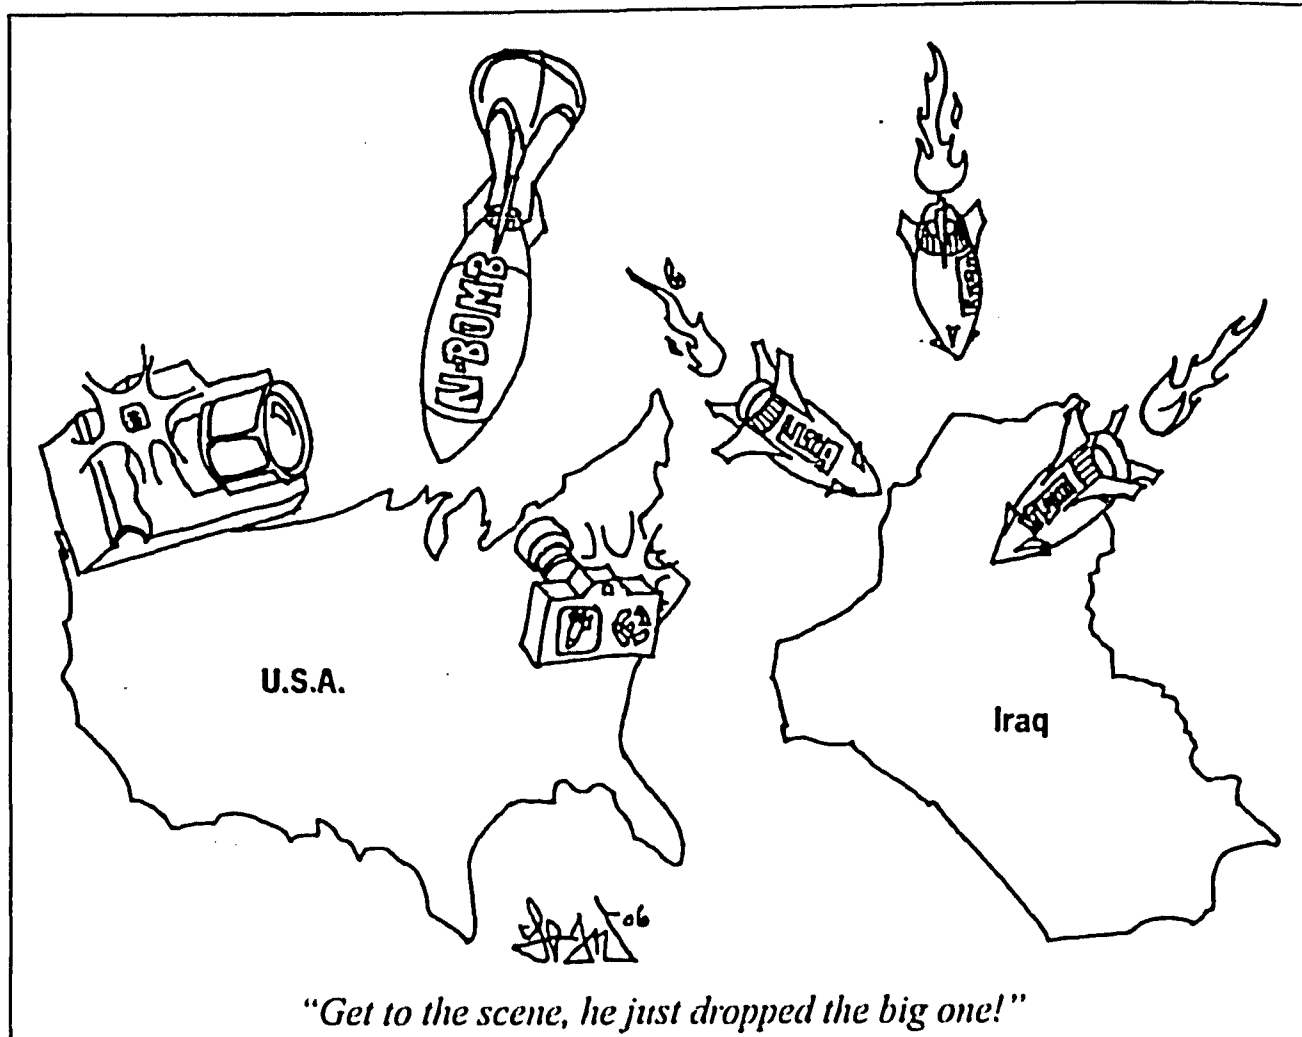 N-BOMB
U.S.A.
Iraq
06
"Get to the scene, he just dropped the big one!"